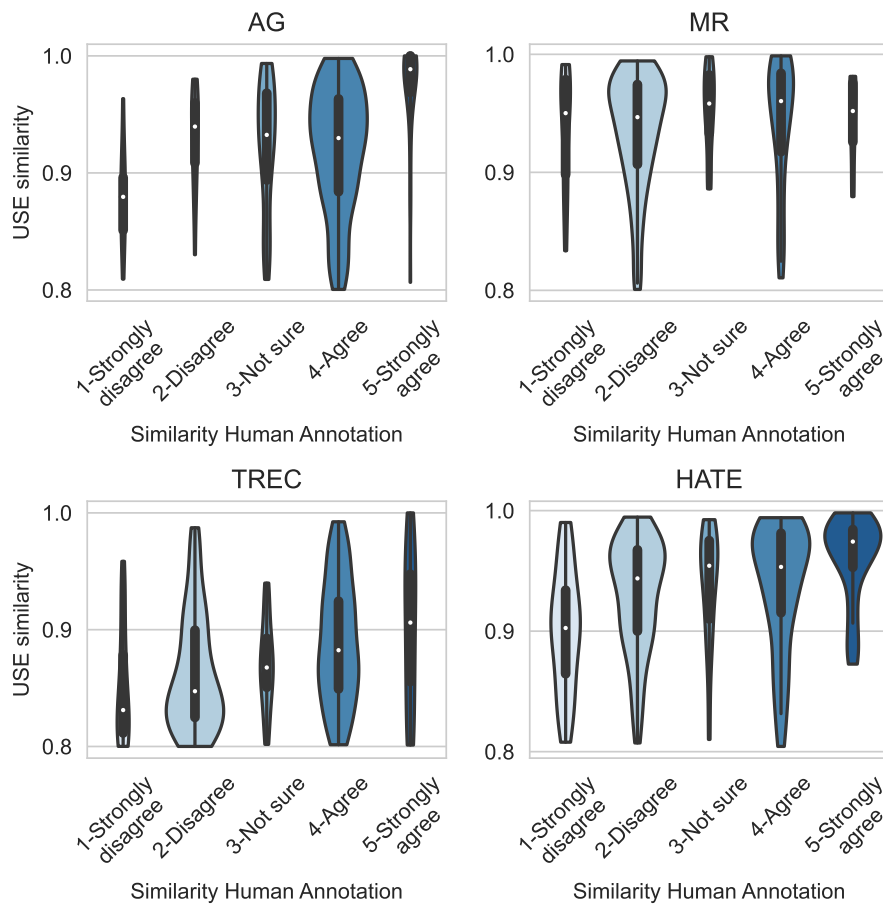 AG
USE similarity
1.0
0.9
0.8
1-Strongly
disagree
2-Disagree
3-Not sure
4-Agree
5-Strongly
agree
Similarity Human Annotation
MR
1.0
0.9
0.8
1-Strongly
disagree
2-Disagree
3-Not sure
4-Agree
5-Strongly
agree
Similarity Human Annotation
TREC
USE similarity
1.0
0.9
0.8
1-Strongly
disagree
2-Disagree
3-Not sure
4-Agree
5-Strongly
agree
Similarity Human Annotation
HATE
1.0
0.9
0.8
1-Strongly
disagree
2-Disagree
3-Not sure
4-Agree
5-Strongly
agree
Similarity Human Annotation